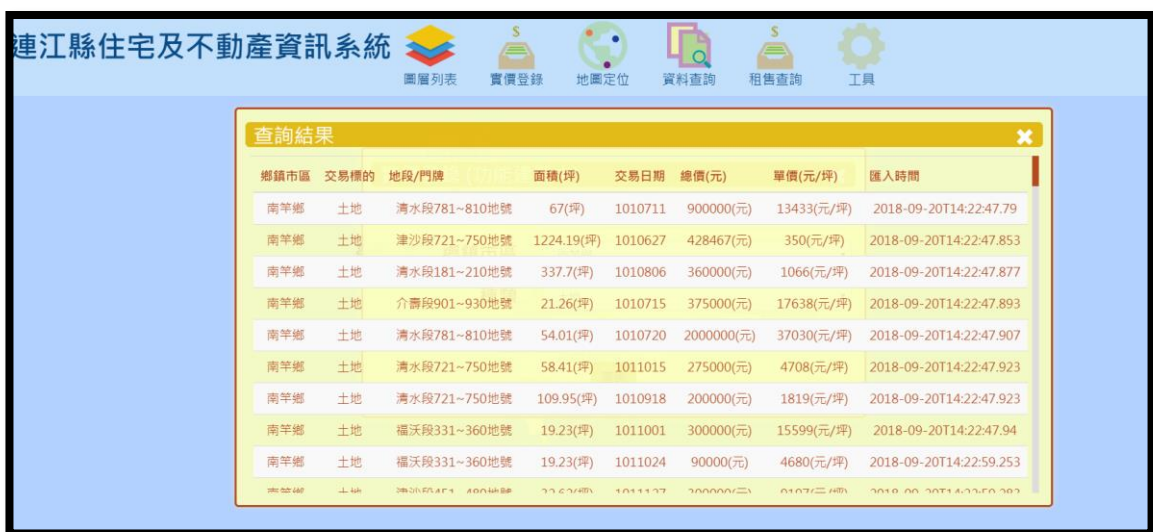 連江縣住宅及不動產資訊系統
圖層列表 實價登錄 地圖定位 資料查詢 租售查詢 工具
查詢結果
鄉鎮市區 交易標的 地段/門牌 面積(坪) 交易日期 總價(元) 單價(元/坪) 匯入時間
南竿鄉 土地 清水段781~810地號 67(坪) 1010711 900000(元) 13433(元/坪) 2018-09-20T14:22:47.79
南竿鄉 土地 津沙段721~750地號 1224.19(坪) 1010627 428467(元) 350(元/坪) 2018-09-20T14:22:47.853
南竿鄉 土地 清水段181~210地號 337.7(坪) 1010806 360000(元) 1066(元/坪) 2018-09-20T14:22:47.877
南竿鄉 土地 介壽段901~930地號 21.26(坪) 1010715 375000(元) 17638(元/坪) 2018-09-20T14:22:47.893
南竿鄉 土地 清水段781~810地號 54.01(坪) 1010720 2000000(元) 37030(元/坪) 2018-09-20T14:22:47.907
南竿鄉 土地 清水段721~750地號 58.41(坪) 1011015 275000(元) 4708(元/坪) 2018-09-20T14:22:47.923
南竿鄉 土地 清水段721~750地號 109.95(坪) 1010918 200000(元) 1819(元/坪) 2018-09-20T14:22:47.923
南竿鄉 土地 福沃段331~360地號 19.23(坪) 1011001 300000(元) 15599(元/坪) 2018-09-20T14:22:47.94
南竿鄉 土地 福沃段331~360地號 19.23(坪) 1011024 90000(元) 4680(元/坪) 2018-09-20T14:22:59.253